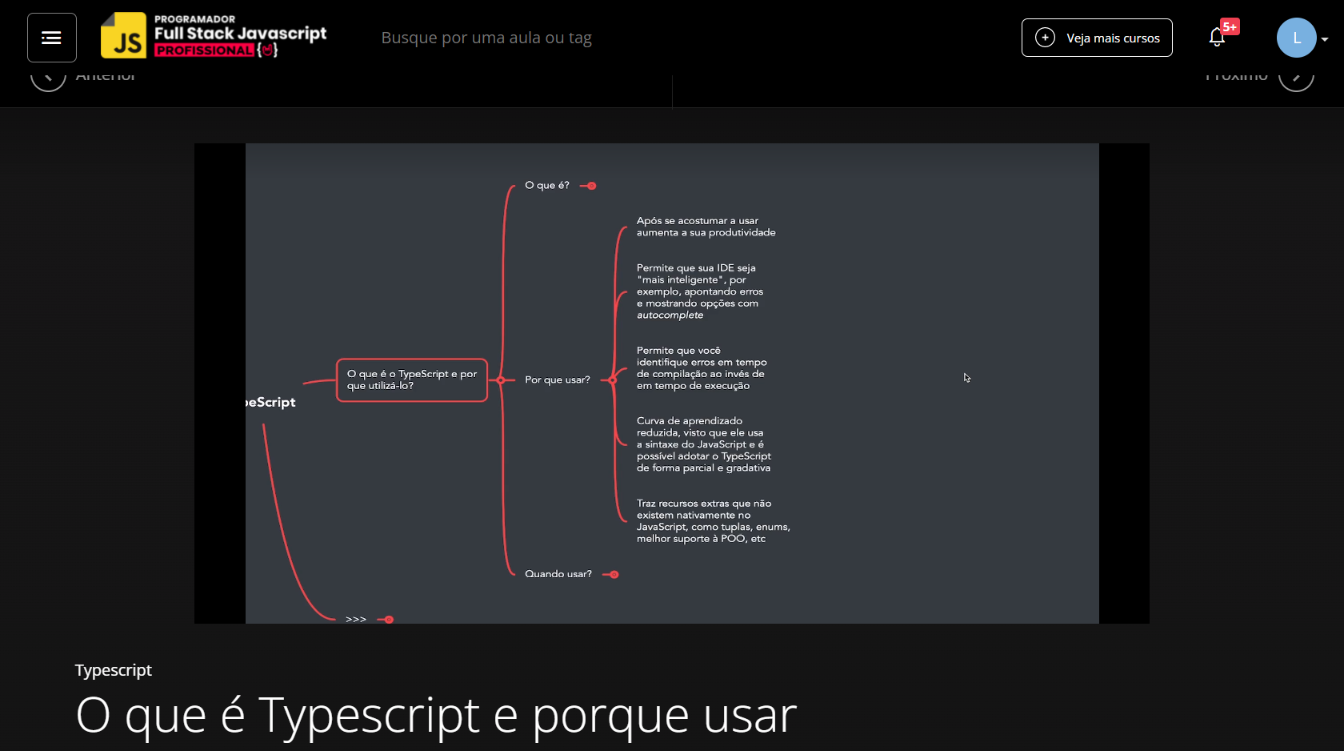 JS
PROGRAMADOR
Full Stack Javascript
PROFISSIONAL
Busque por uma aula ou tag
Veja mais cursos
5+
L
Anterior
Próximo
O que é?
Após se acostumar a usar
aumenta a sua produtividade
Permite que sua IDE seja
"mais inteligente", por
exemplo, apontando erros
e mostrando opções com
autocomplete
Permite que você
identifique erros em tempo
de compilação ao invés de
em tempo de execução
O que é o TypeScript e por
que utilizá-lo?
Por que usar?
peScript
Curva de aprendizado
reduzida, visto que ele usa
a sintaxe do JavaScript e é
possível adotar o TypeScript
de forma parcial e gradativa
Traz recursos extras que não
existem nativamente no
JavaScript, como tuplas, enums,
melhor suporte à POO, etc
Quando usar?
>>>
Typescript
O que é Typescript e porque usar